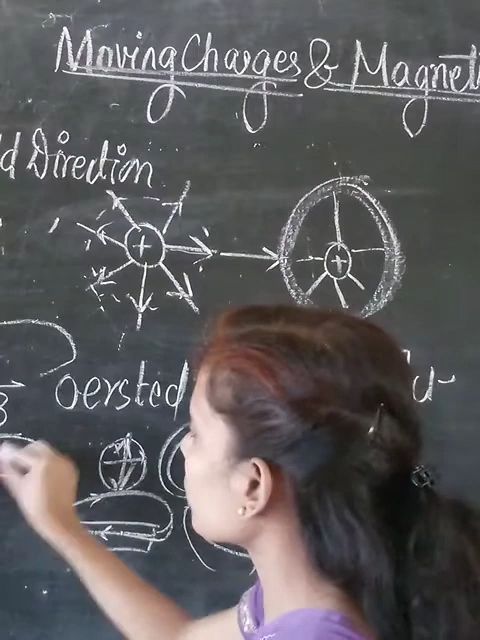 Moving Charges & Magnet
d Direction
+ +
oersted
B